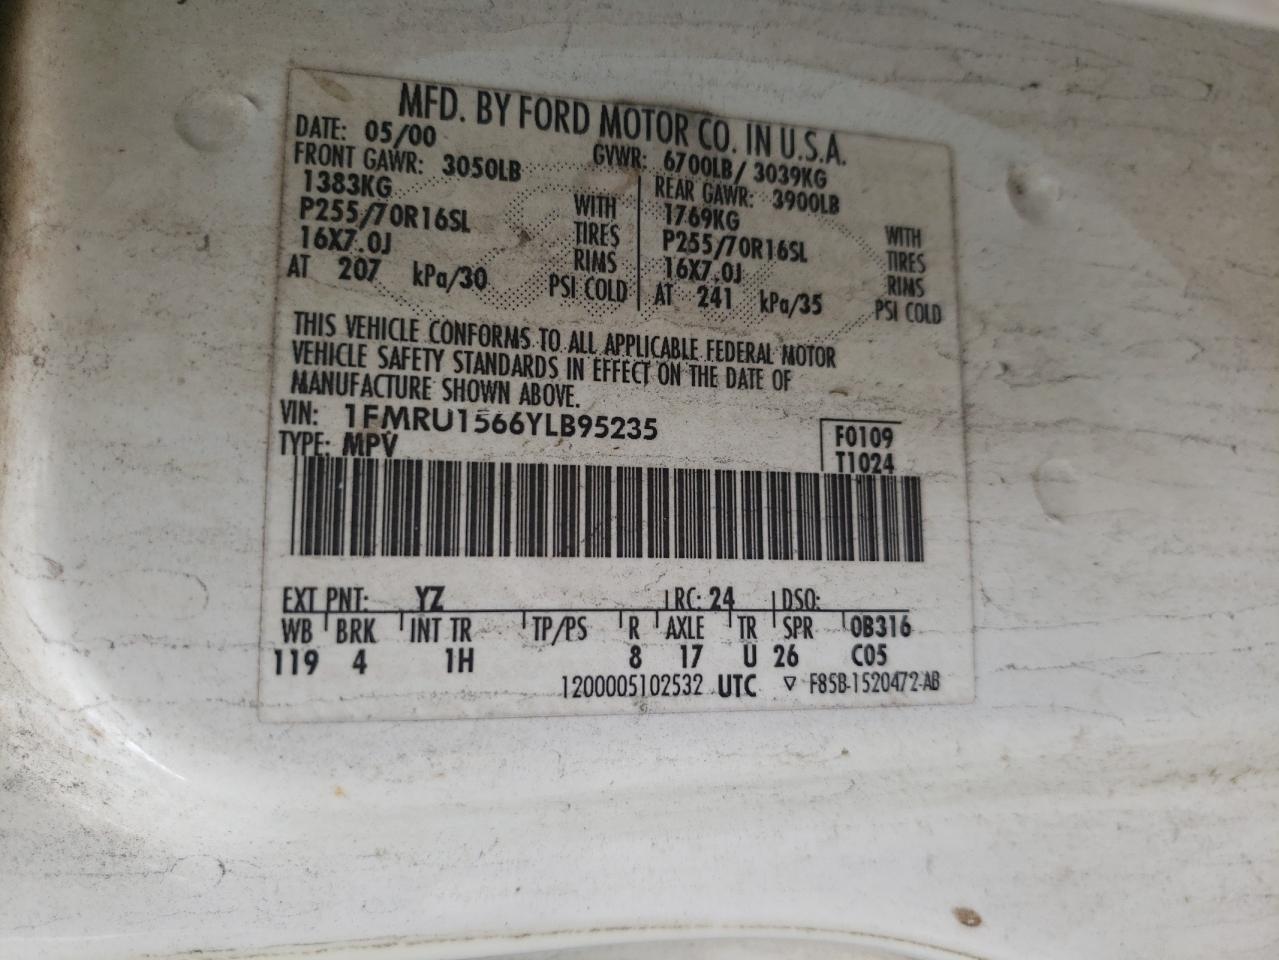 MFD. BY FORD MOTOR CO. IN U.S.A.
DATE: 05/00 GVWR: 6700LB/ 3039KG
FRONT GAWR: 3050LB REAR GAWR: 3900LB
1383KG WITH 1769KG WITH
P255/70R16SL TIRES P255/70R16SL TIRES
16X7.0J RIMS 16X7.0J RIMS
AT 207 kPa/30 PSI COLD AT 241 kPa/35 PSI COLD
THIS VEHICLE CONFORMS TO ALL APPLICABLE FEDERAL MOTOR
VEHICLE SAFETY STANDARDS IN EFFECT ON THE DATE OF
MANUFACTURE SHOWN ABOVE.
VIN: 1FMRU1566YLB95235 F0109
TYPE: MPV T1024
EXT PNT: YZ RC: 24 DSO:
WB BRK INT TR TP/PS R AXLE TR SPR 0B316
119 4 1H 8 17 U 26 C05
1200005102532 UTC ▽ F85B-1520472-AB